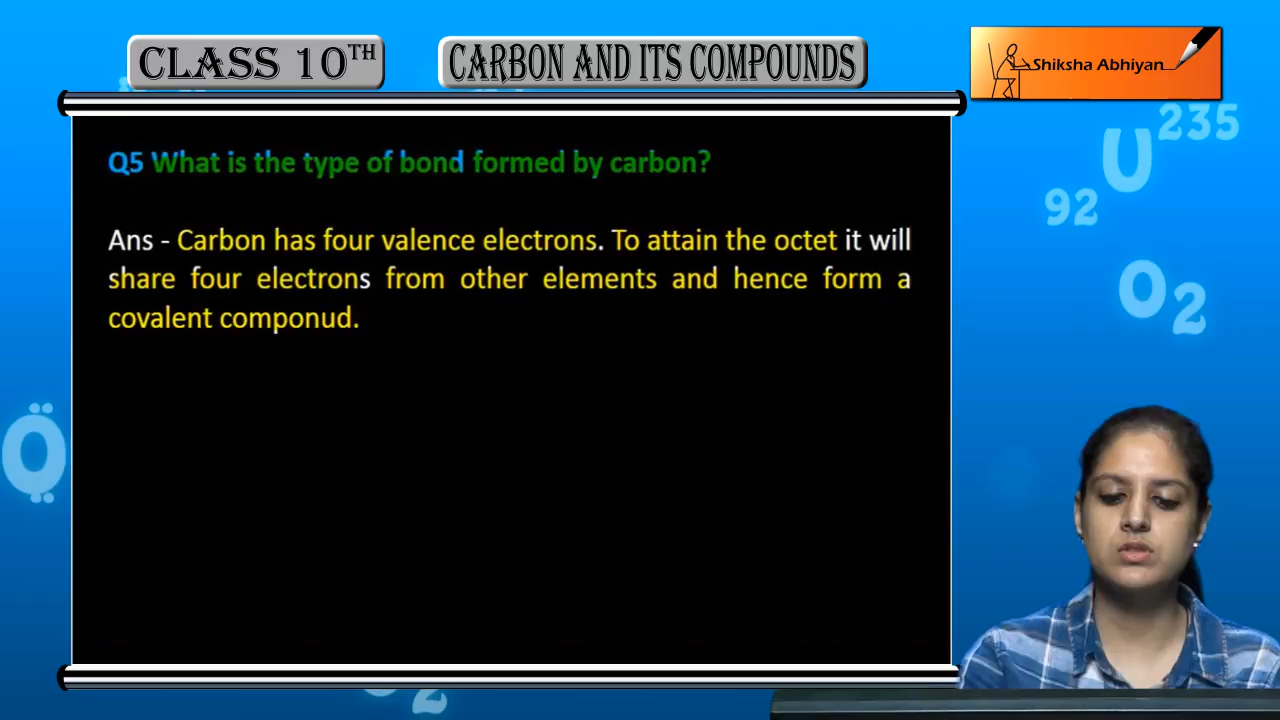 CLASS 10TH
CARBON AND ITS COMPOUNDS
Shiksha Abhiyan
U 235
92
O2
Q5 What is the type of bond formed by carbon?
Ans - Carbon has four valence electrons. To attain the octet it will
share four electrons from other elements and hence form a
covalent componud.
O
2